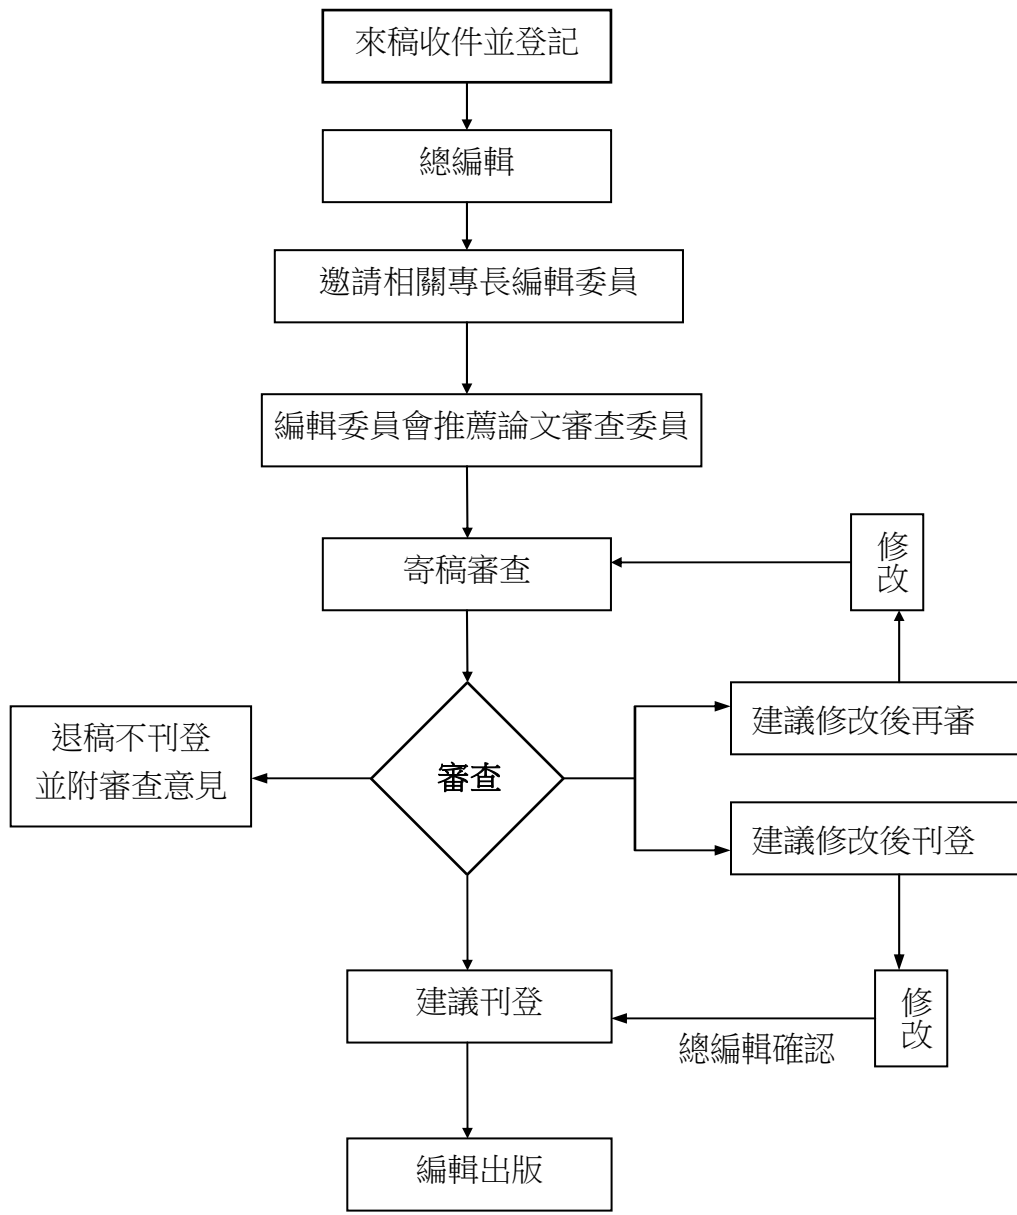 來稿收件並登記
總編輯
邀請相關專長編輯委員
編輯委員會推薦論文審查委員
寄稿審查
修
改
退稿不刊登
並附審查意見
審查
建議修改後再審
建議修改後刊登
建議刊登
總編輯確認
修
改
編輯出版